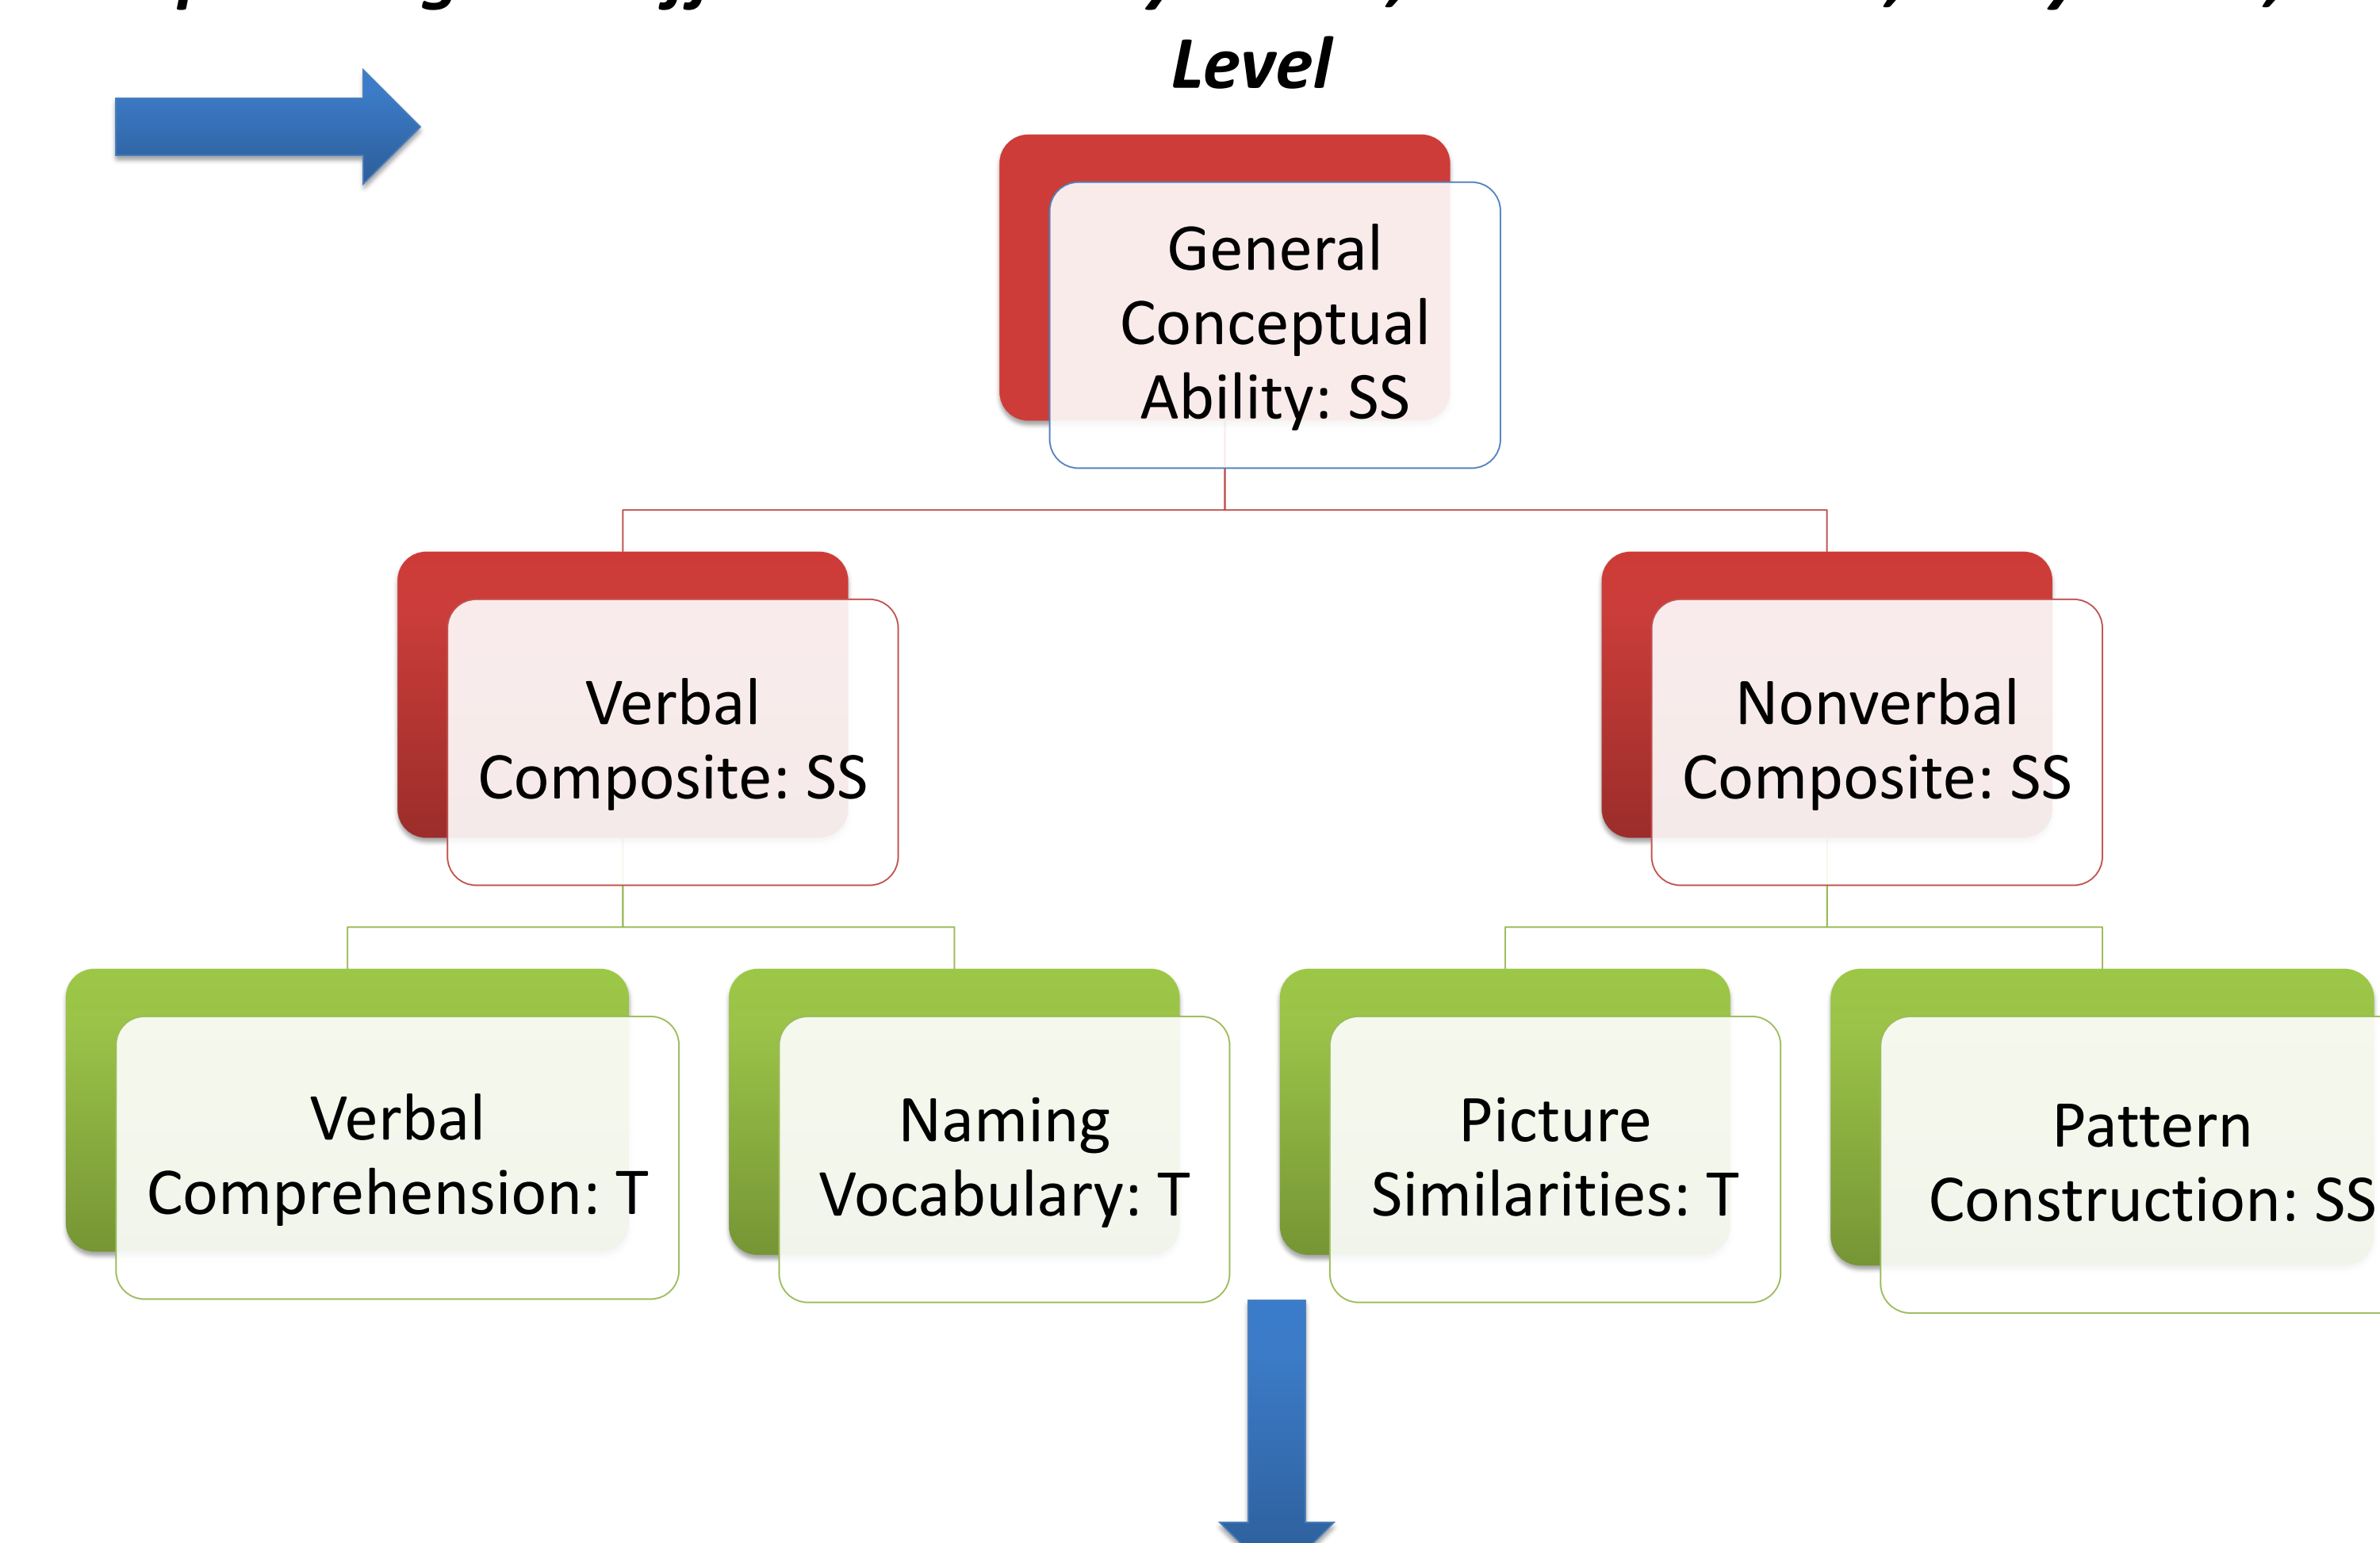 Level
General
Conceptual
Ability: SS
Verbal
Composite: SS
Nonverbal
Composite: SS
Verbal
Comprehension: T
Naming
Vocabulary: T
Picture
Similarities: T
Pattern
Construction: SS